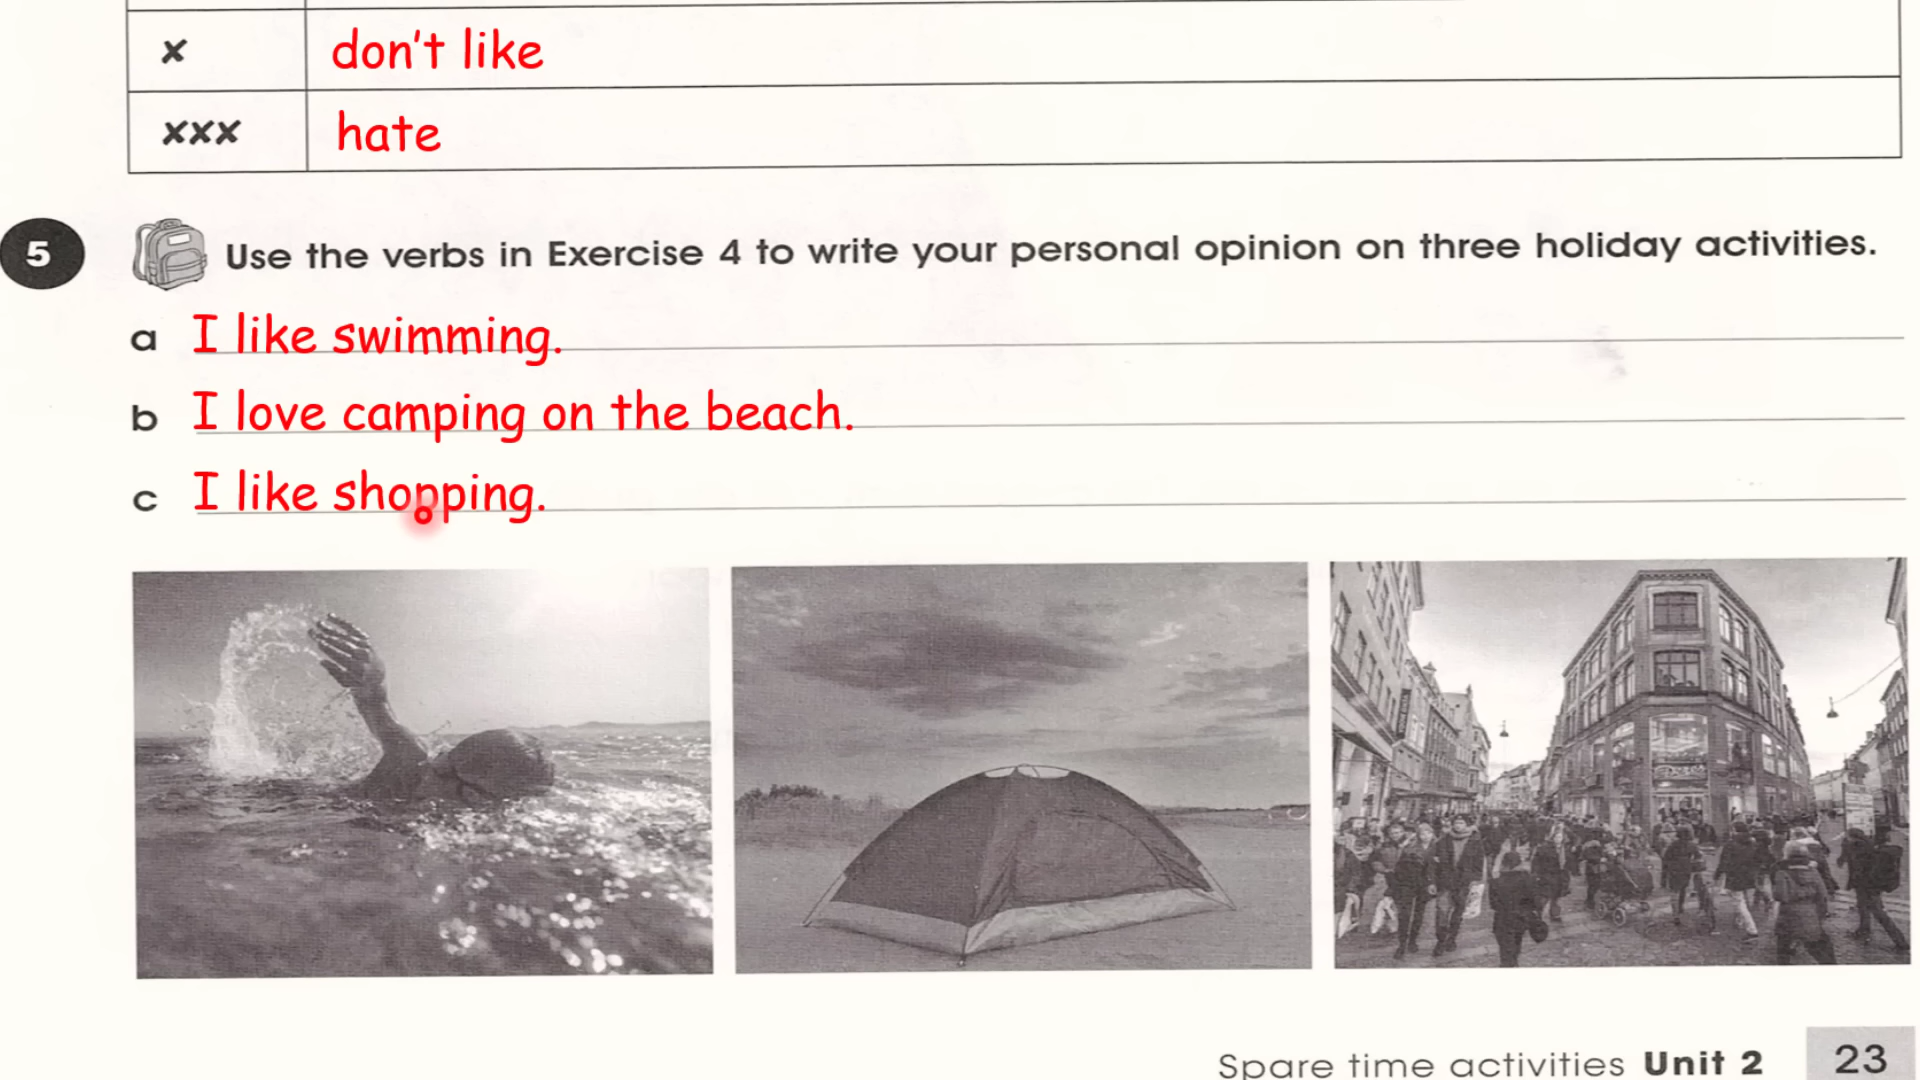 ✗ don't like
✗✗✗ hate
5 Use the verbs in Exercise 4 to write your personal opinion on three holiday activities.
a I like swimming.
b I love camping on the beach.
c I like shopping.
Spare time activities Unit 2 23